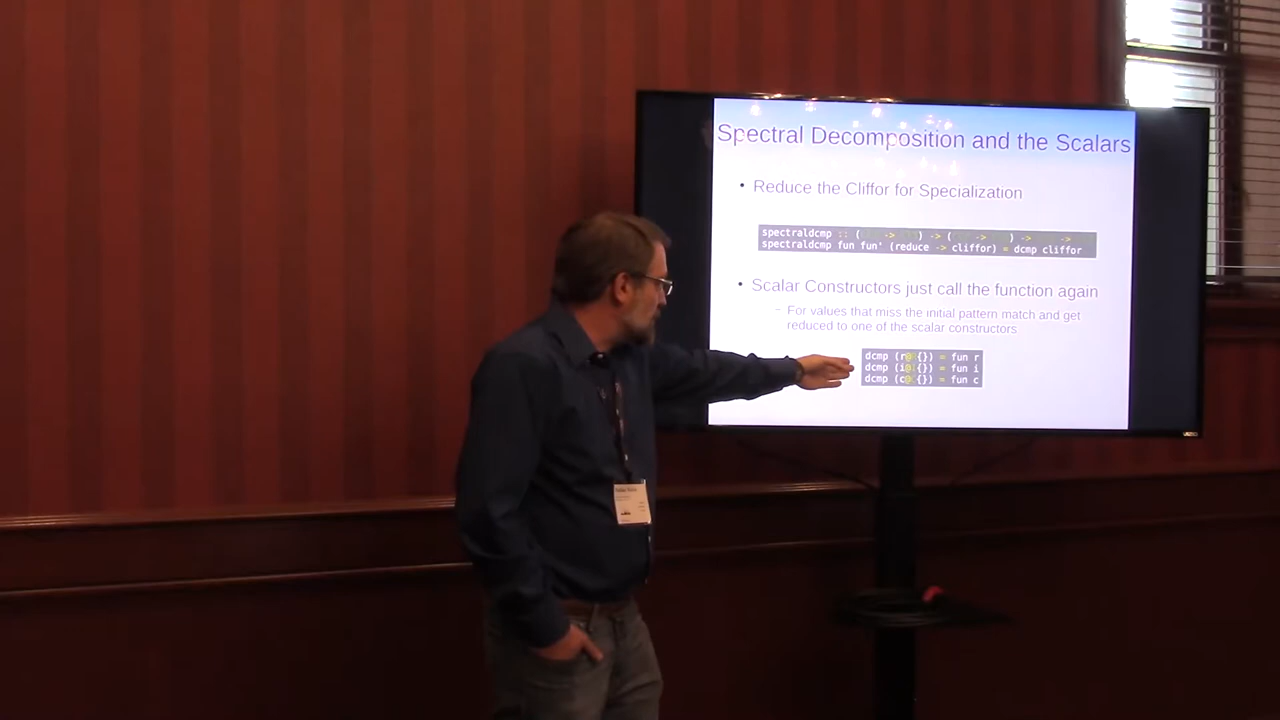 Spectral Decomposition and the Scalars
• Reduce the Cliffor for Specialization
spectraldcmp :: ( -> ) -> ( -> ) -> ->
spectraldcmp fun fun' (reduce -> cliffor) = dcmp cliffor
• Scalar Constructors just call the function again
– For values that miss the initial pattern match and get
reduced to one of the scalar constructors
dcmp (r@ {}) = fun r
dcmp (i@ {}) = fun i
dcmp (c@ {}) = fun c
VIZIO